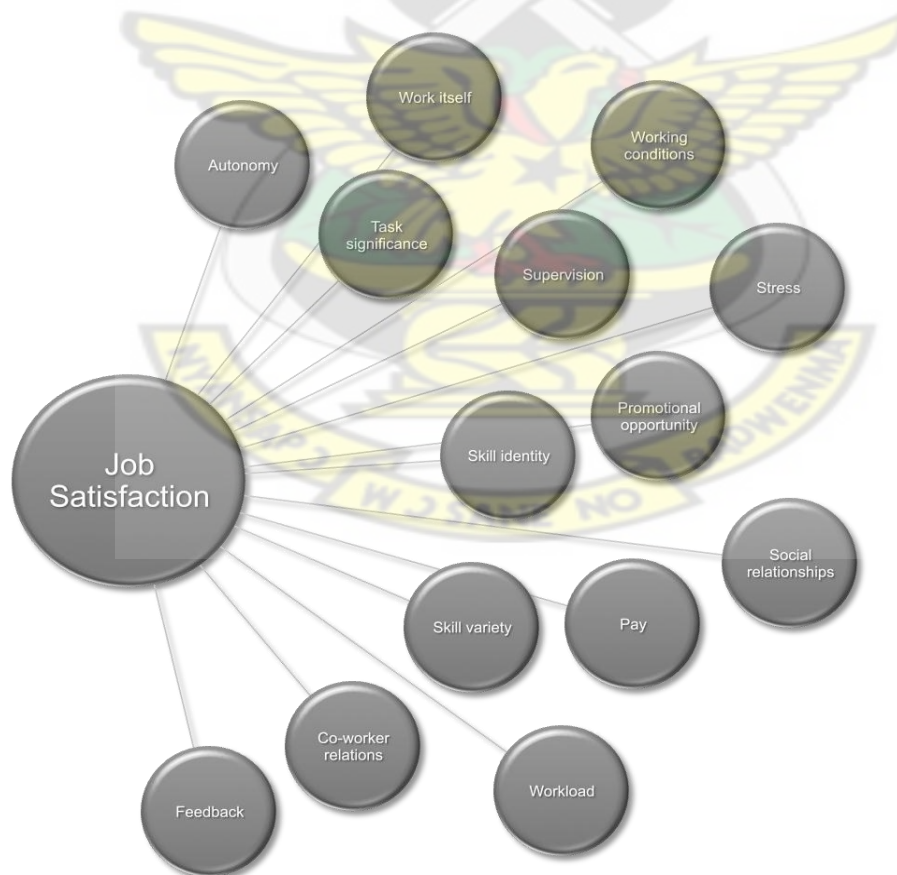 Work itself
Autonomy
Working
conditions
Task
significance
Supervision
Stress
Promotional
opportunity
Skill identity
Job
Satisfaction
Social
relationships
Skill variety
Pay
Co-worker
relations
Workload
Feedback